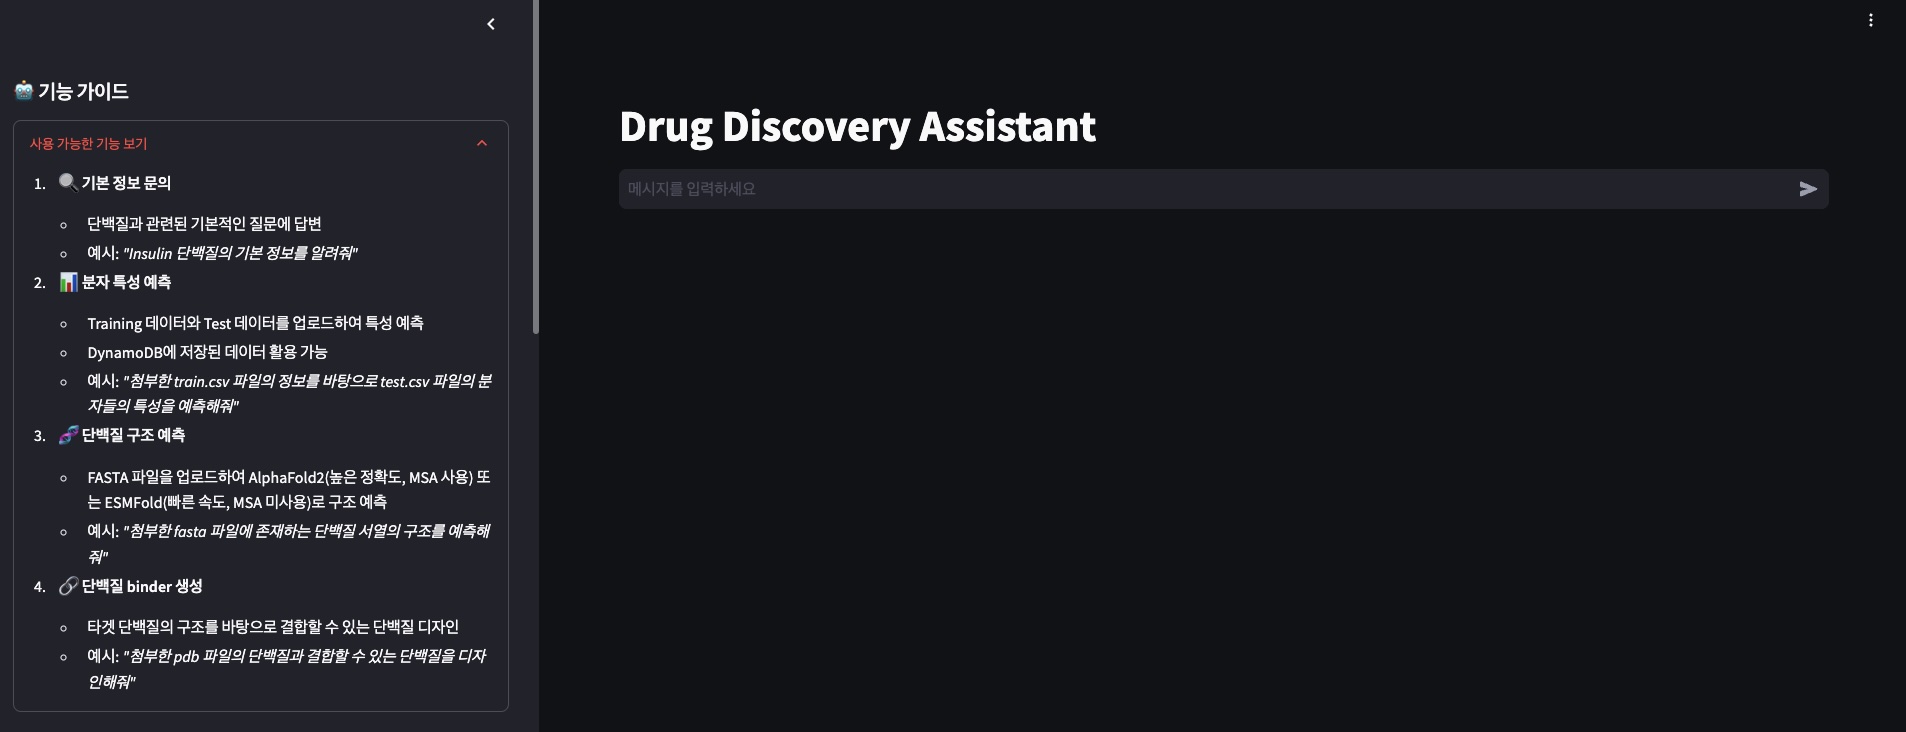 기능 가이드
사용 가능한 기능 보기
1. 기본 정보 문의
단백질과 관련된 기본적인 질문에 답변
예시: "Insulin 단백질의 기본 정보를 알려줘"
2. 분자 특성 예측
Training 데이터와 Test 데이터를 업로드하여 특성 예측
DynamoDB에 저장된 데이터 활용 가능
예시: "첨부한 train.csv 파일의 정보를 바탕으로 test.csv 파일의 분
자들의 특성을 예측해줘"
3. 단백질 구조 예측
FASTA 파일을 업로드하여 AlphaFold2(높은 정확도, MSA 사용) 또
는 ESMFold(빠른 속도, MSA 미사용)로 구조 예측
예시: "첨부한 fasta 파일에 존재하는 단백질 서열의 구조를 예측해
줘"
4. 단백질 binder 생성
타겟 단백질의 구조를 바탕으로 결합할 수 있는 단백질 디자인
예시: "첨부한 pdb 파일의 단백질과 결합할 수 있는 단백질을 디자
인해줘"
Drug Discovery Assistant
메시지를 입력하세요